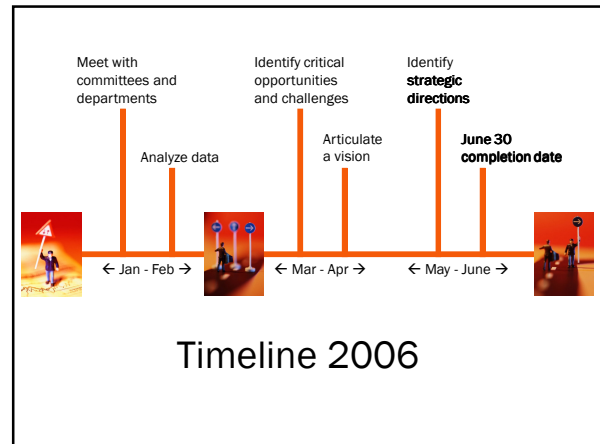 Meet with
committees and
departments
Analyze data
← Jan - Feb →
Identify critical
opportunities
and challenges
Articulate
a vision
← Mar - Apr →
Identify
strategic
directions
June 30
completion date
← May - June →
Timeline 2006